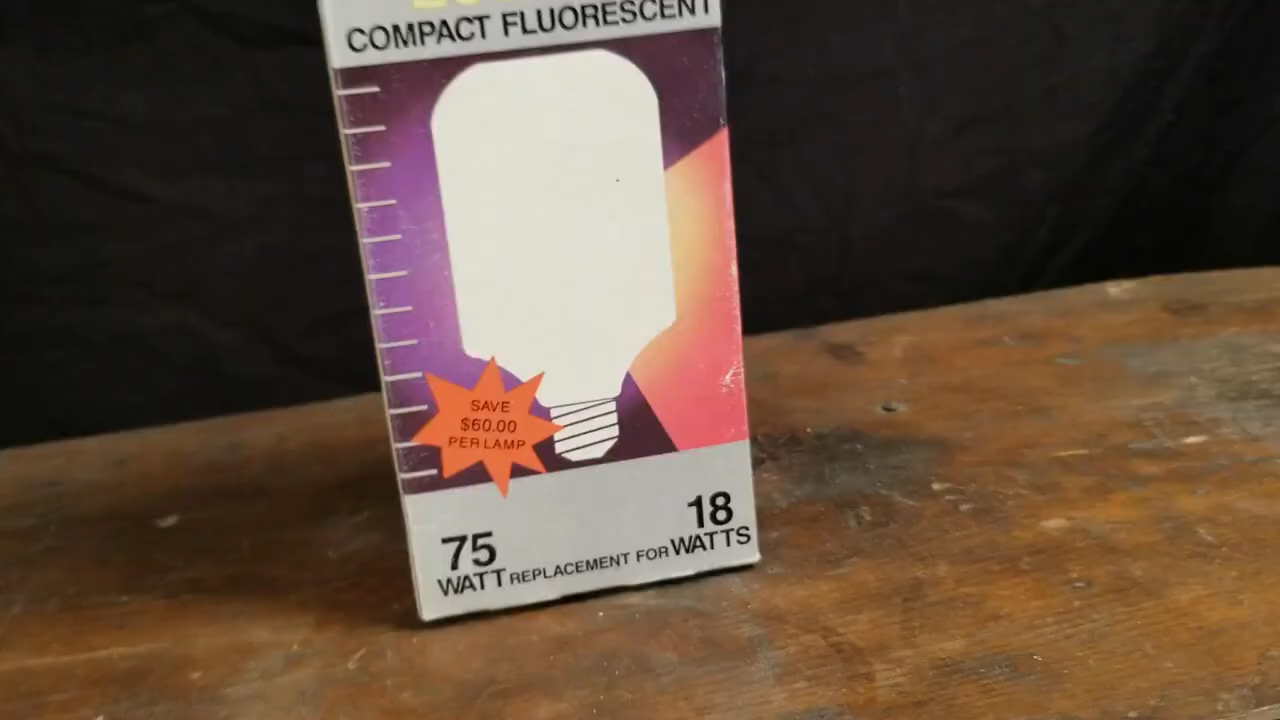 COMPACT FLUORESCENT
SAVE
$60.00
PER LAMP
75
WATT REPLACEMENT FOR
18
WATTS